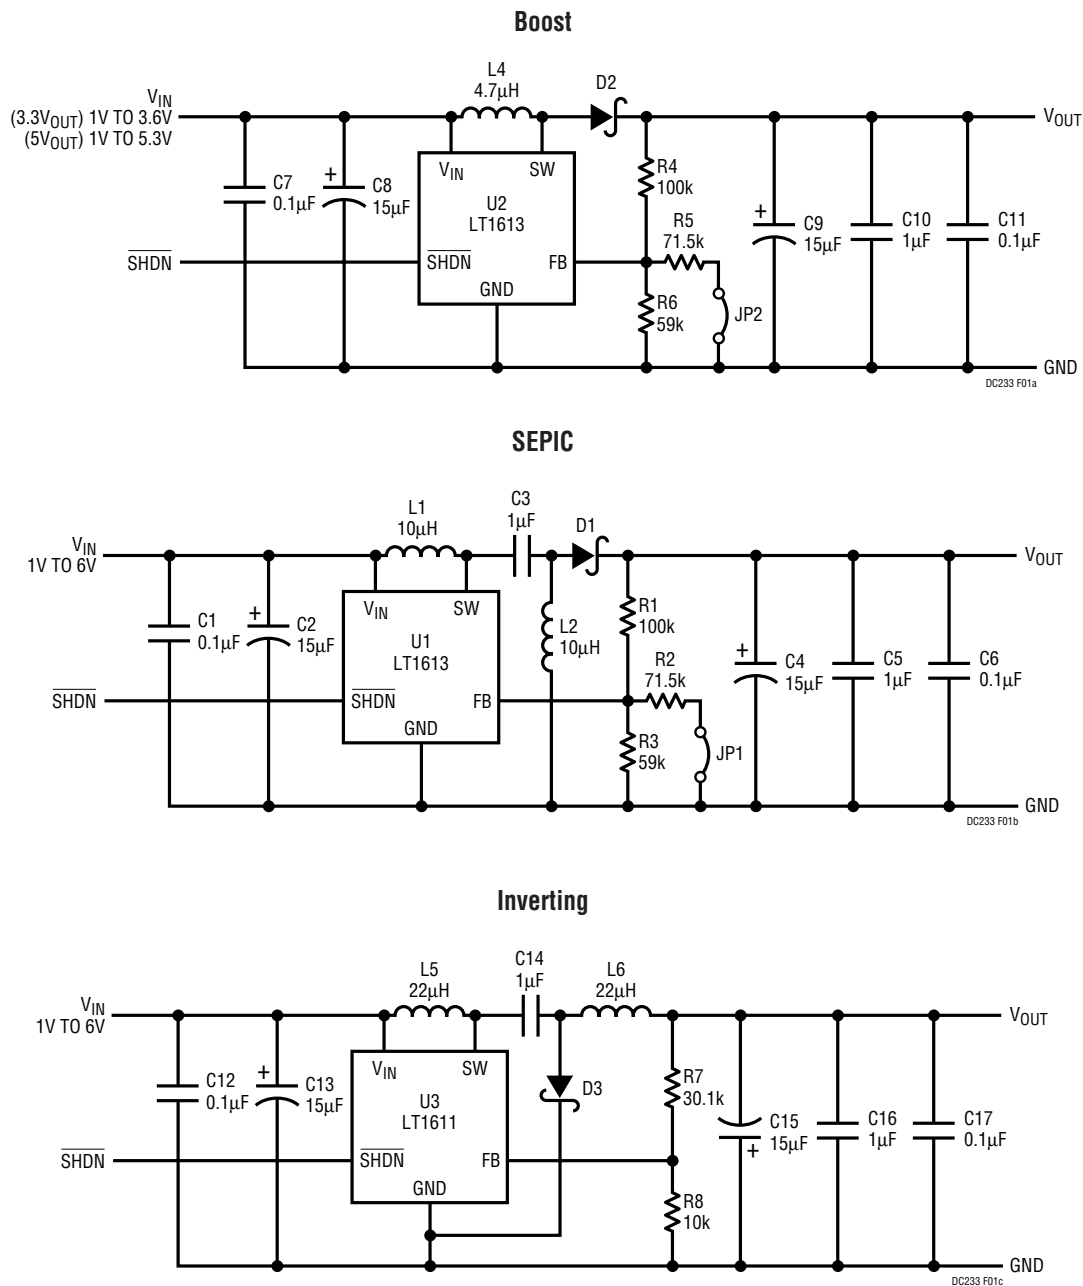 Boost
V_IN
(3.3V_OUT) 1V TO 3.6V
(5V_OUT) 1V TO 5.3V
L4
4.7µH
D2
V_OUT
C7
0.1µF
+
C8
15µF
V_IN
SW
U2
LT1613
SHDN
FB
GND
SHDN
R4
100k
R5
71.5k
R6
59k
JP2
+
C9
15µF
C10
1µF
C11
0.1µF
GND
DC233 F01a
SEPIC
V_IN
1V TO 6V
L1
10µH
C3
1µF
D1
V_OUT
C1
0.1µF
+
C2
15µF
V_IN
SW
U1
LT1613
SHDN
FB
GND
SHDN
L2
10µH
R1
100k
R2
71.5k
R3
59k
JP1
+
C4
15µF
C5
1µF
C6
0.1µF
GND
DC233 F01b
Inverting
V_IN
1V TO 6V
L5
22µH
C14
1µF
L6
22µH
V_OUT
C12
0.1µF
+
C13
15µF
V_IN
SW
U3
LT1611
SHDN
FB
GND
SHDN
D3
R7
30.1k
R8
10k
C15
15µF
+
C16
1µF
C17
0.1µF
GND
DC233 F01c